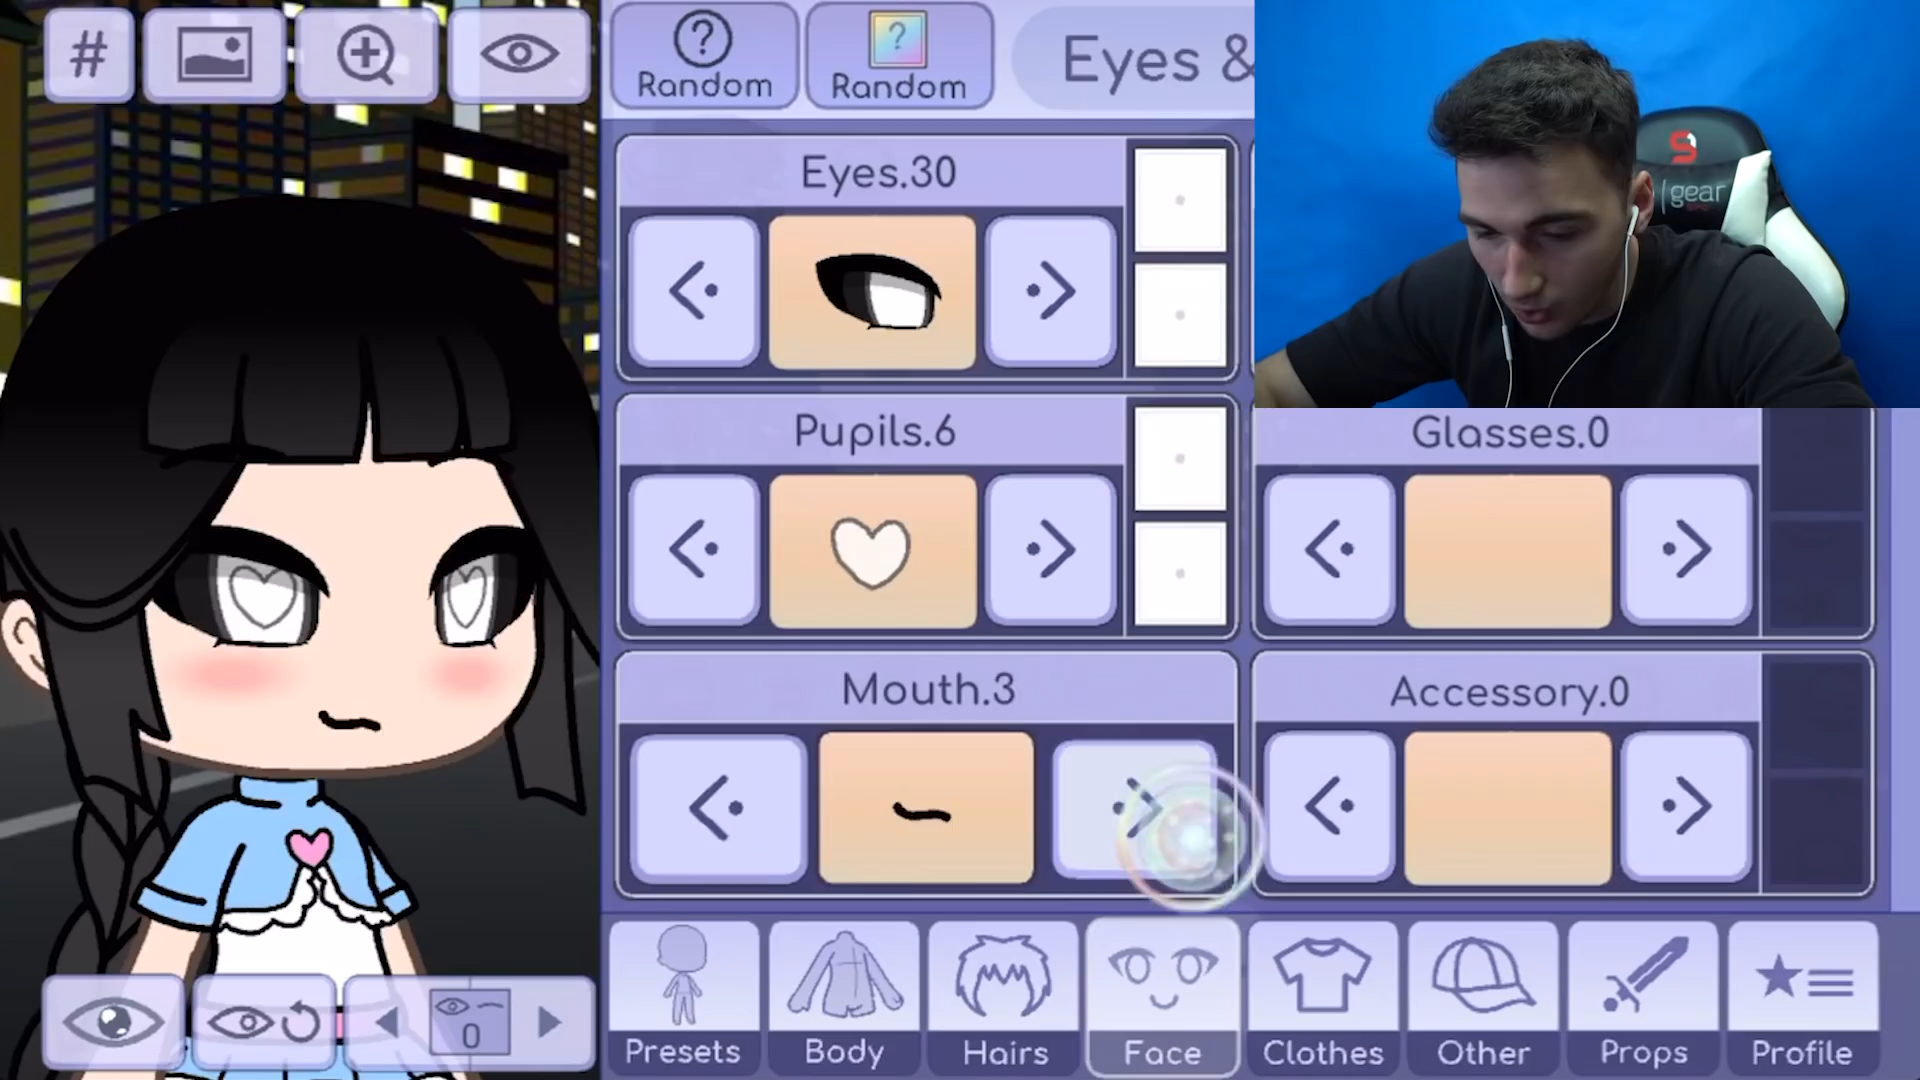 #
?
Random
?
Random
Eyes &
Eyes.30
Pupils.6
Mouth.3
Glasses.0
Accessory.0
gear
0
Presets
Body
Hairs
Face
Clothes
Other
Props
Profile